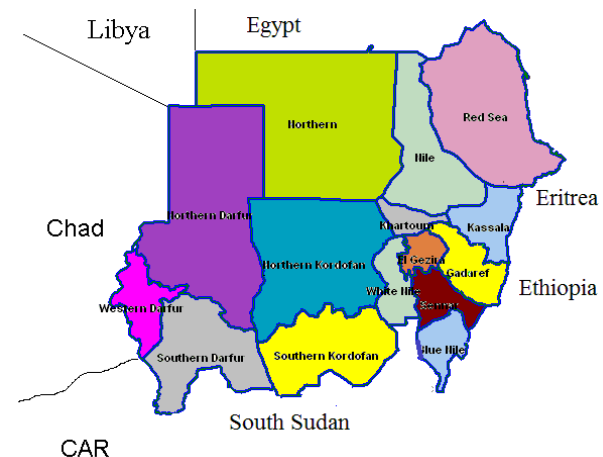 Libya
Egypt
Northern
Red Sea
Nile
Eritrea
Northern Darfur
Khartoum
Kassala
Chad
El Gezira
Northern Kordofan
Gadaref
Ethiopia
White Nile
Western Darfur
Sennar
Blue Nile
Southern Darfur
Southern Kordofan
South Sudan
CAR